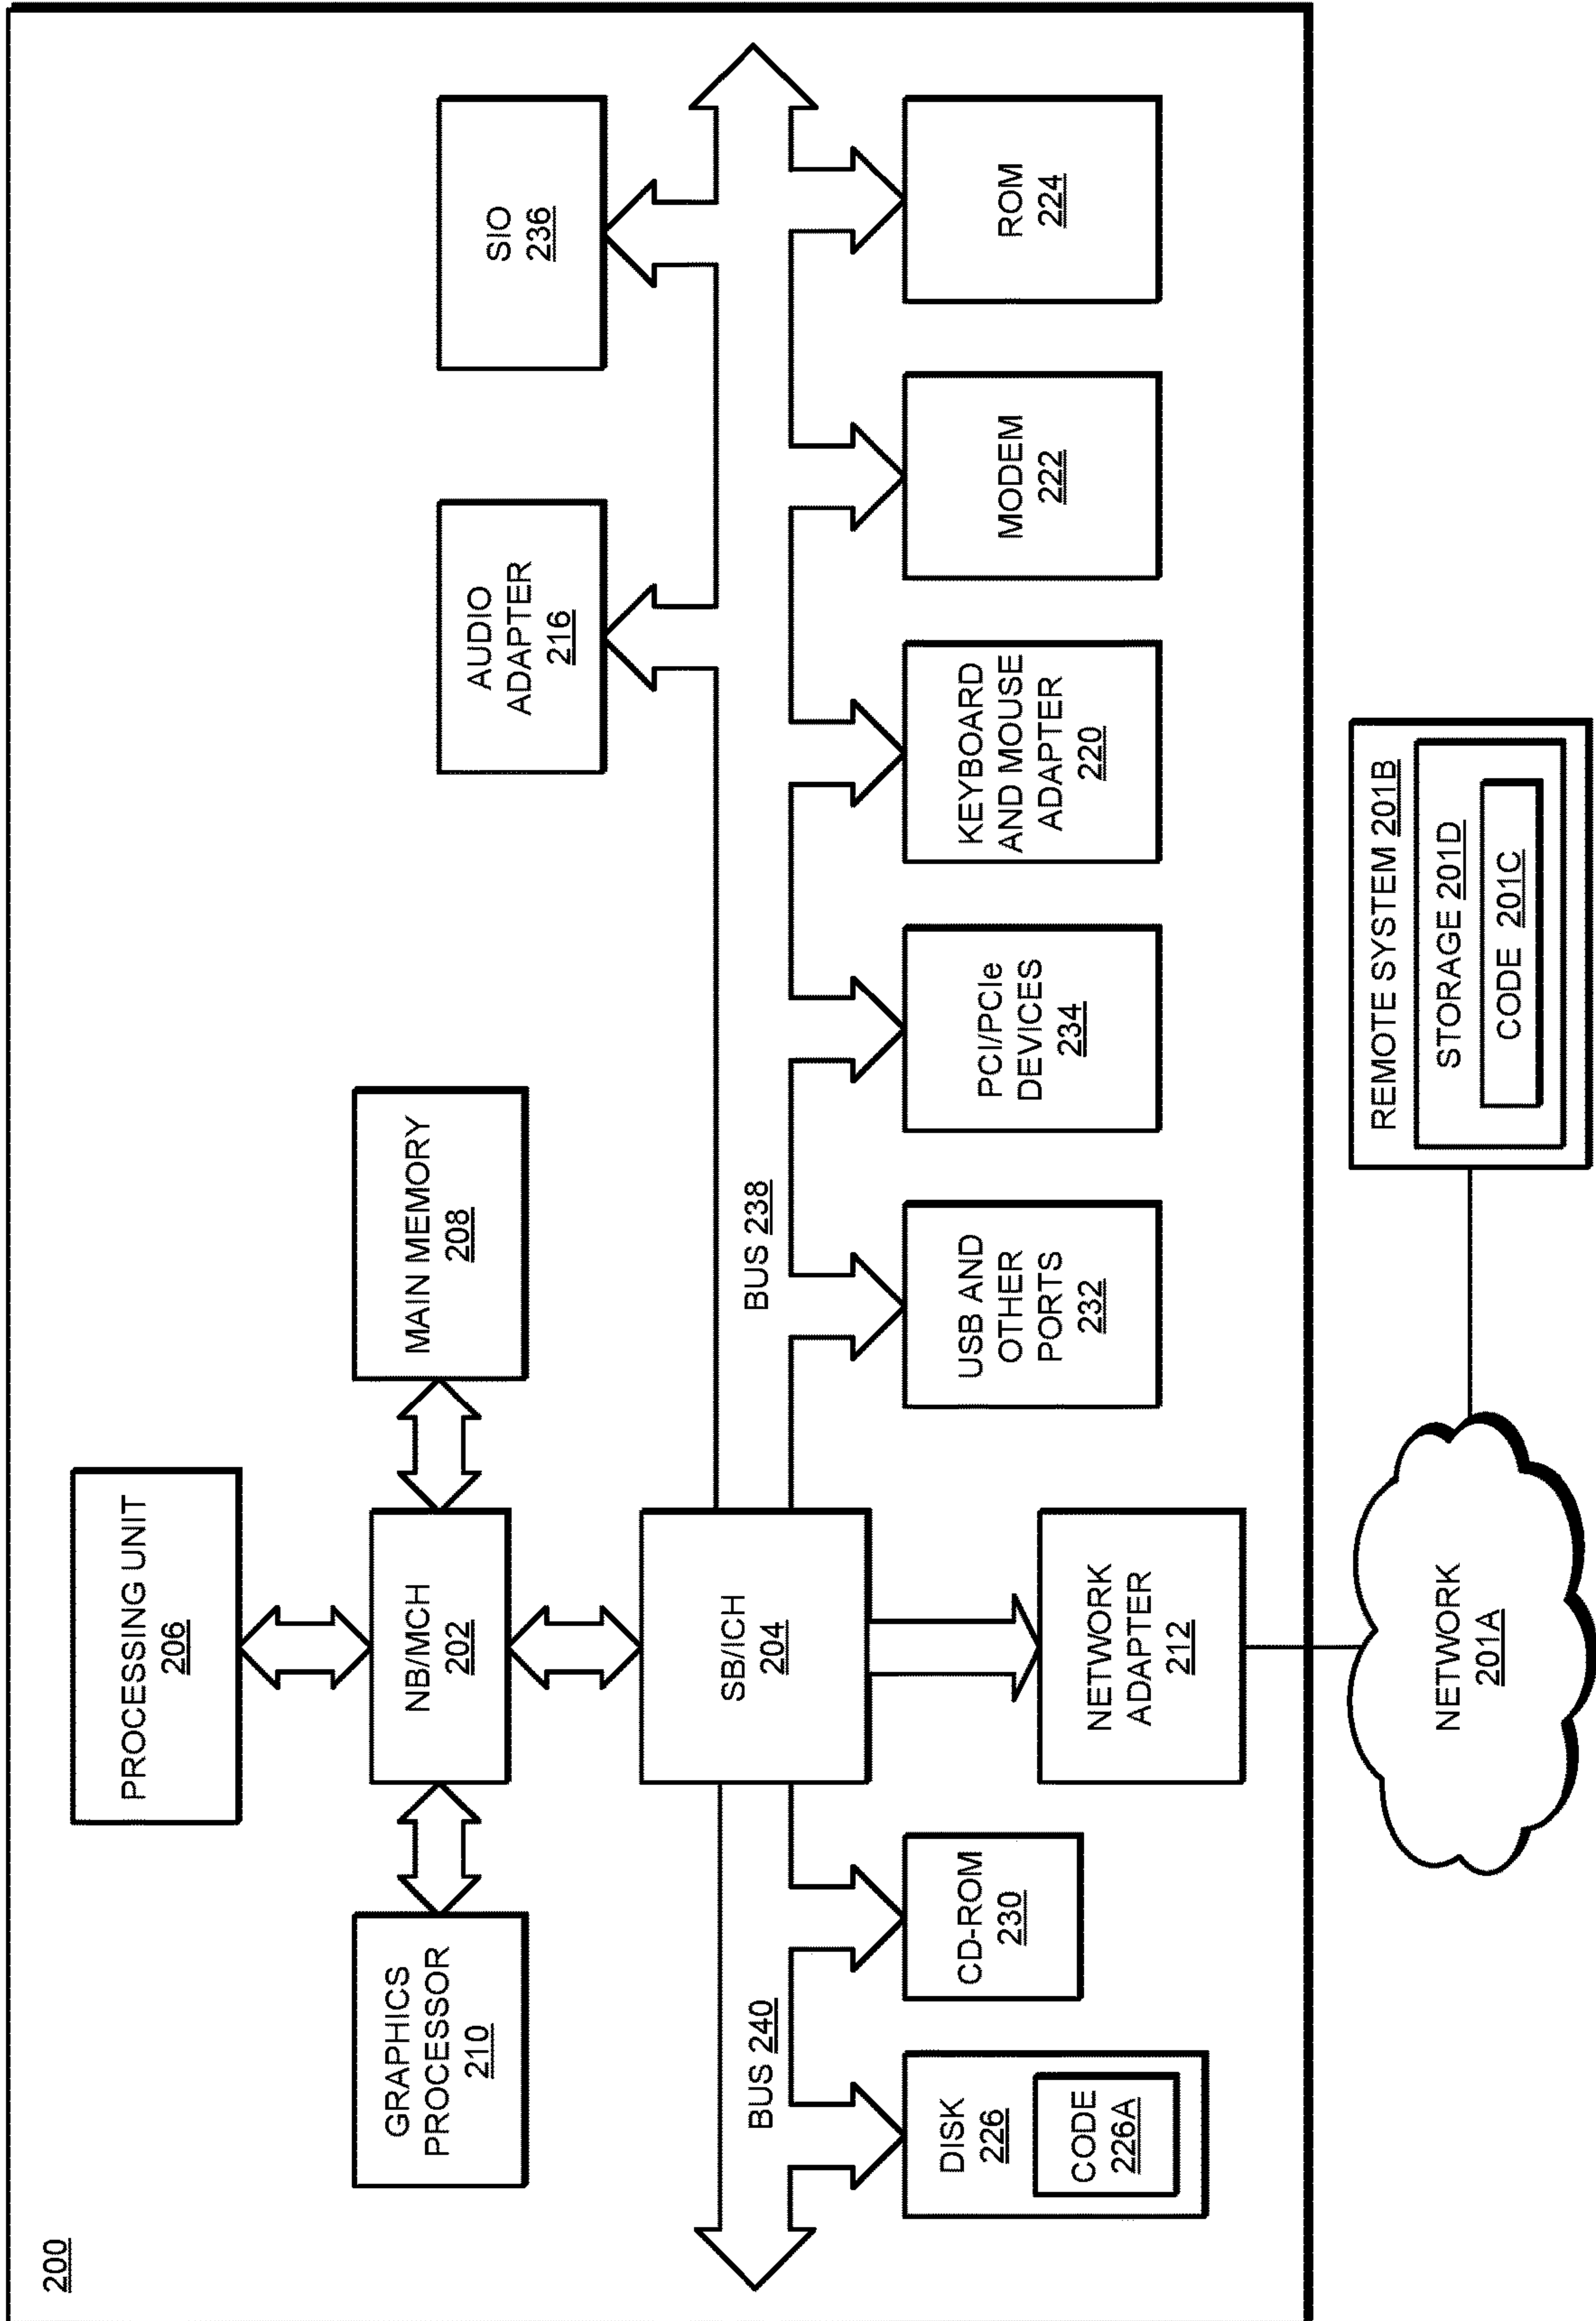 200
PROCESSING UNIT
206
GRAPHICS
PROCESSOR
210
NB/MCH
202
MAIN MEMORY
208
AUDIO
ADAPTER
216
SIO
236
SB/ICH
204
BUS 240
BUS 238
DISK
226
CODE
226A
CD-ROM
230
USB AND
OTHER
PORTS
232
PCI/PCIe
DEVICES
234
KEYBOARD
AND MOUSE
ADAPTER
220
MODEM
222
ROM
224
NETWORK
ADAPTER
212
NETWORK
201A
REMOTE SYSTEM 201B
STORAGE 201D
CODE 201C